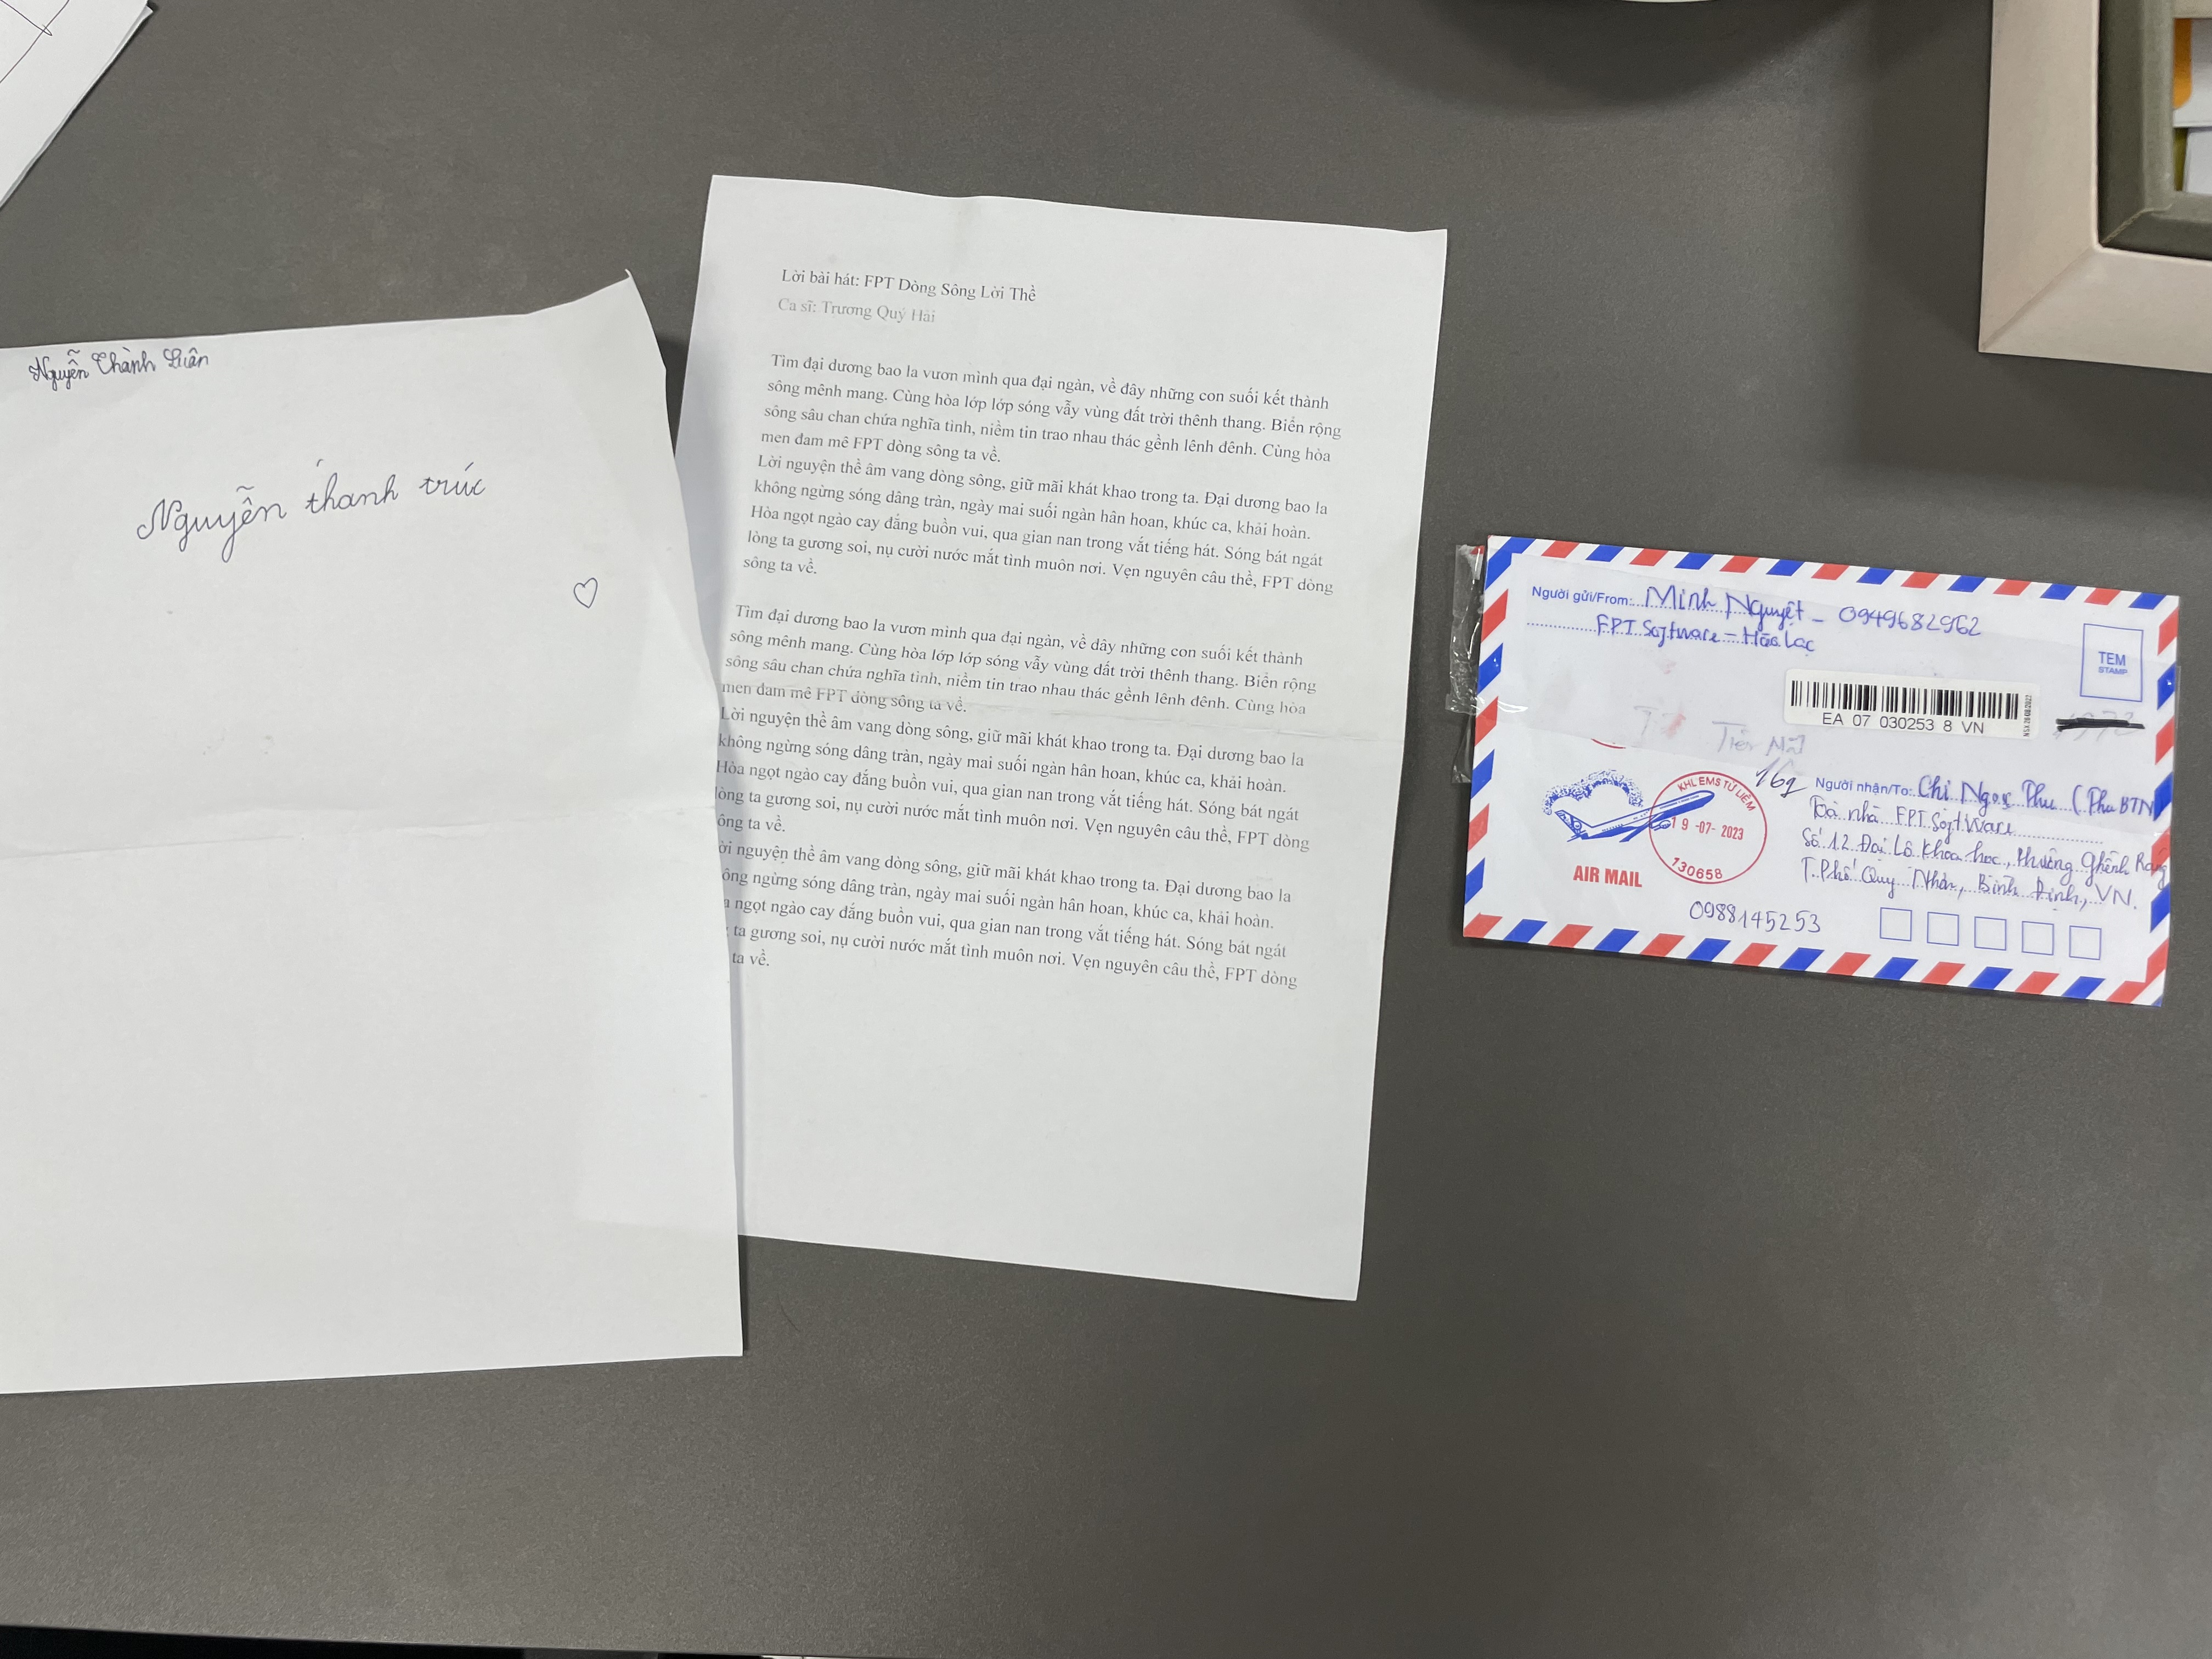 Nguyễn Thành Luân
Nguyễn thanh trúc
Lời bài hát: FPT Dòng Sông Lời Thề
Ca sĩ: Trương Quý Hải
Tìm đại dương bao la vươn mình qua đại ngàn, về đây những con suối kết thành
sông mênh mang. Cùng hòa lớp lớp sóng vẫy vùng đất trời thênh thang. Biển rộng
sông sâu chan chứa nghĩa tình, niềm tin trao nhau thác gềnh lênh đênh. Cùng hòa
men đam mê FPT dòng sông ta về.
Lời nguyện thề âm vang dòng sông, giữ mãi khát khao trong ta. Đại dương bao la
không ngừng sóng dâng tràn, ngày mai suối ngàn hân hoan, khúc ca, khải hoàn.
Hòa ngọt ngào cay đắng buồn vui, qua gian nan trong vắt tiếng hát. Sóng bát ngát
lòng ta gương soi, nụ cười nước mắt tình muôn nơi. Vẹn nguyên câu thề, FPT dòng
sông ta về.
Tìm đại dương bao la vươn mình qua đại ngàn, về đây những con suối kết thành
sông mênh mang. Cùng hòa lớp lớp sóng vẫy vùng đất trời thênh thang. Biển rộng
sông sâu chan chứa nghĩa tình, niềm tin trao nhau thác gềnh lênh đênh. Cùng hòa
men đam mê FPT dòng sông ta về.
Lời nguyện thề âm vang dòng sông, giữ mãi khát khao trong ta. Đại dương bao la
không ngừng sóng dâng tràn, ngày mai suối ngàn hân hoan, khúc ca, khải hoàn.
Hòa ngọt ngào cay đắng buồn vui, qua gian nan trong vắt tiếng hát. Sóng bát ngát
lòng ta gương soi, nụ cười nước mắt tình muôn nơi. Vẹn nguyên câu thề, FPT dòng
ông ta về.
ời nguyện thề âm vang dòng sông, giữ mãi khát khao trong ta. Đại dương bao la
ông ngừng sóng dâng tràn, ngày mai suối ngàn hân hoan, khúc ca, khải hoàn.
ngọt ngào cay đắng buồn vui, qua gian nan trong vắt tiếng hát. Sóng bát ngát
ta gương soi, nụ cười nước mắt tình muôn nơi. Vẹn nguyên câu thề, FPT dòng
ta về.
Người gửi/From: Minh Nguyệt - 0949682962
FPT Software - Hòa Lạc
TEM
STAMP
EA 07 030253 8 VN
NSX 28 08 2022
AIR MAIL
KHL EMS TỪ LIÊM
19-07-2023
130658
Người nhận/To: Chị Ngọc Thu (Thu BTN)
Toà nhà FPT Software
Số 12 Đại Lộ khoa học, phường Ghềnh Ráng
T.Phố Quy Nhơn, Bình Định, VN.
0988145253